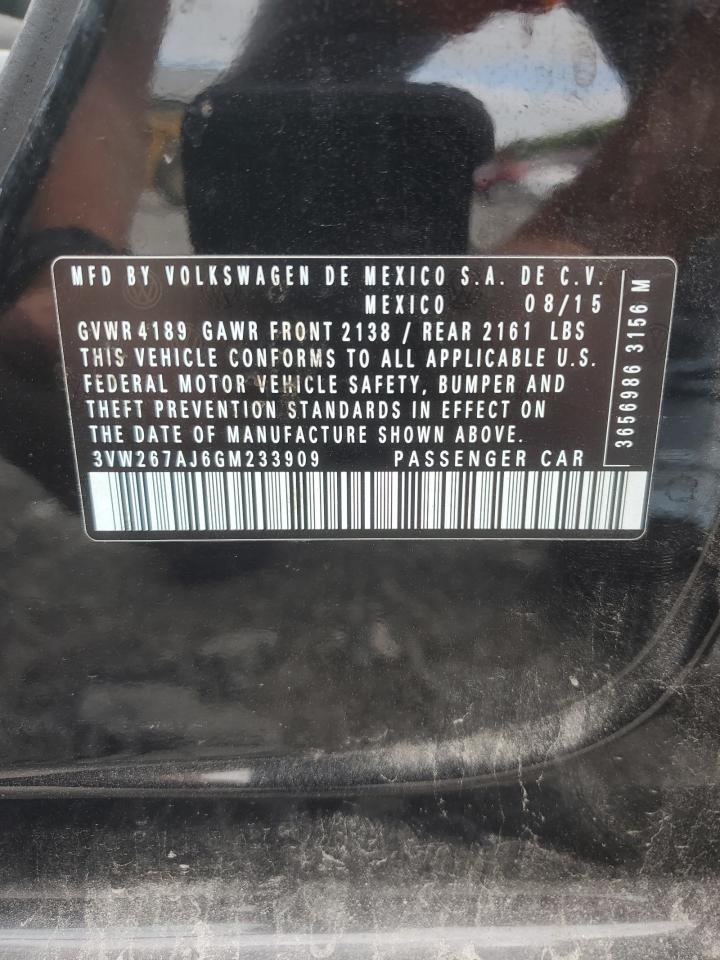 MFD BY VOLKSWAGEN DE MEXICO S.A. DE C.V.
MEXICO 08/15
GVWR 4189 GAWR FRONT 2138 / REAR 2161 LBS
THIS VEHICLE CONFORMS TO ALL APPLICABLE U.S.
FEDERAL MOTOR VEHICLE SAFETY, BUMPER AND
THEFT PREVENTION STANDARDS IN EFFECT ON
THE DATE OF MANUFACTURE SHOWN ABOVE.
3VW267AJ6GM233909 PASSENGER CAR
3656986 3156 M